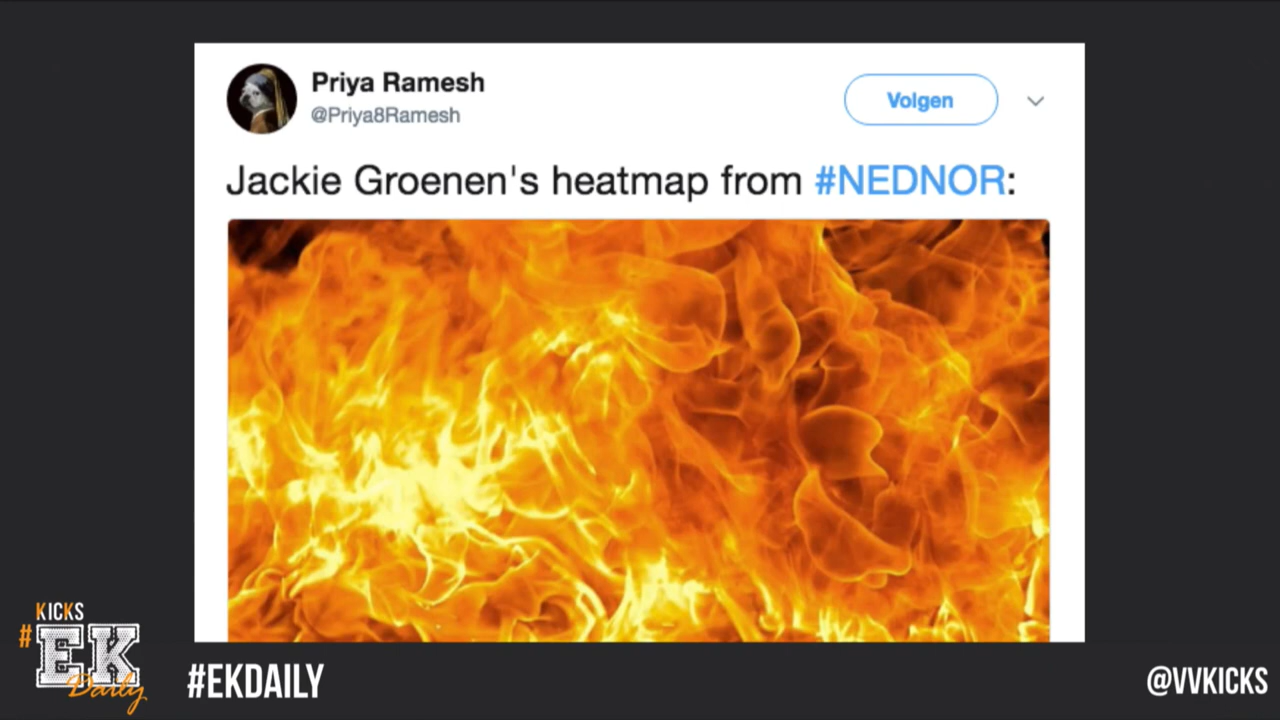 Priya Ramesh
@Priya8Ramesh
Volgen
Jackie Groenen's heatmap from #NEDNOR:
KICKS
#EK
Daily
#EKDAILY
@VVKICKS